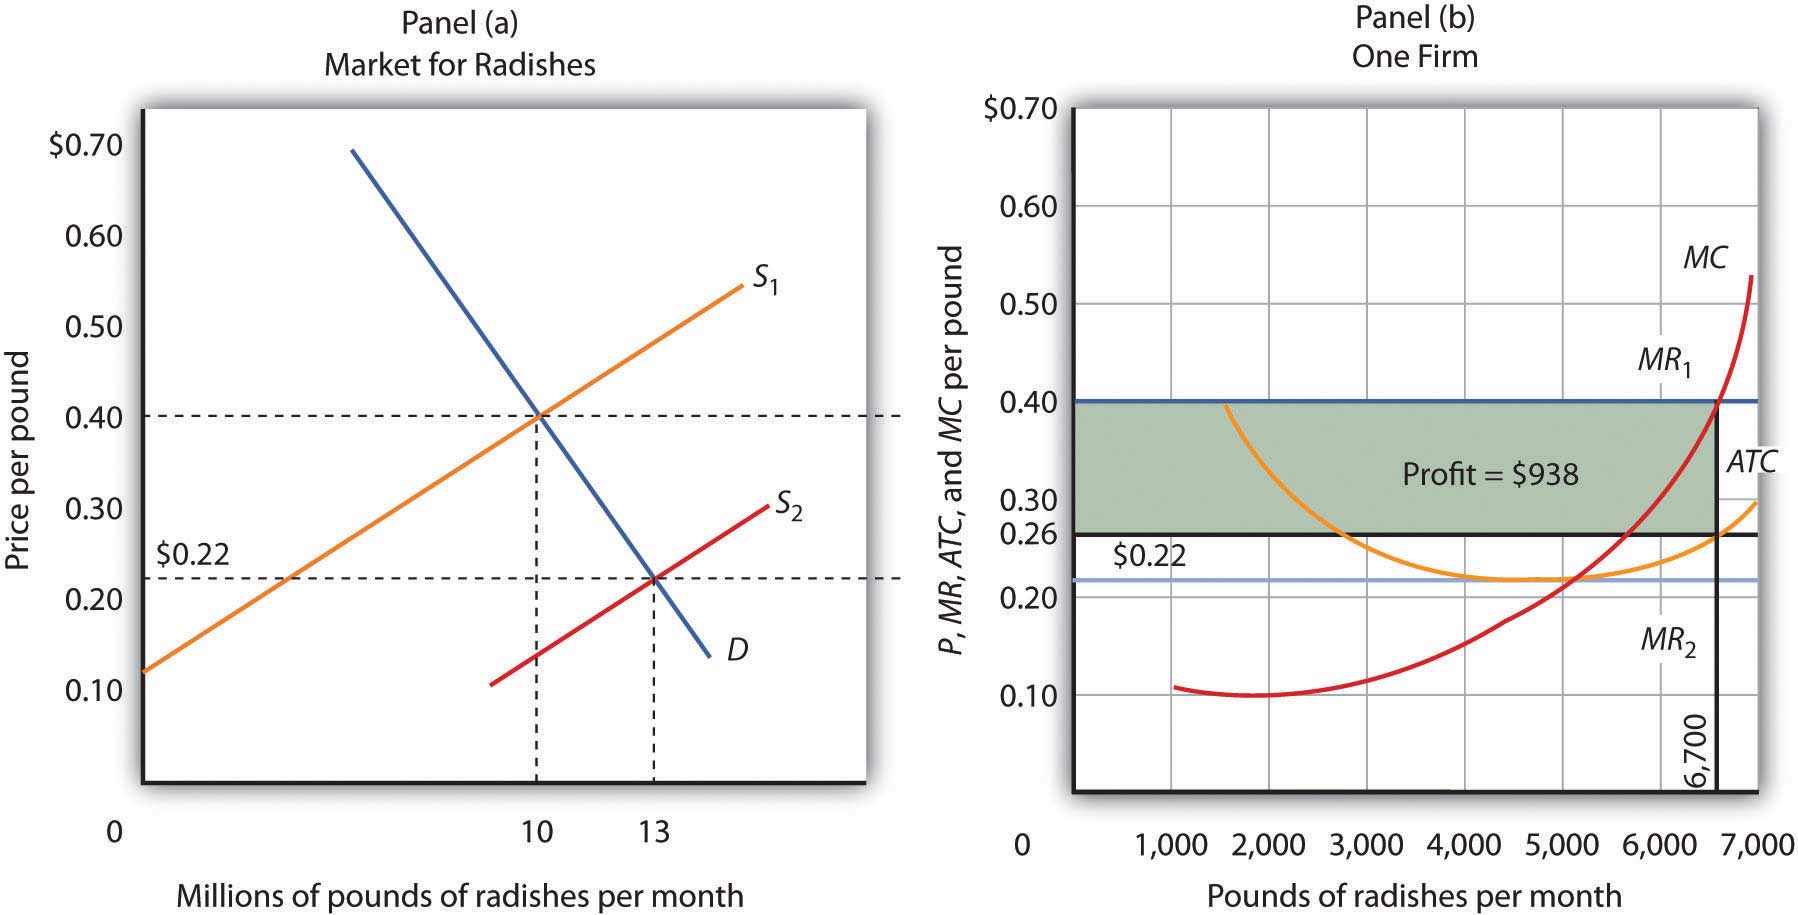 Panel (a)
Market for Radishes
Price per pound
$0.70
0.60
0.50
0.40
0.30
$0.22
0.20
0.10
0
S1
S2
D
10
13
Millions of pounds of radishes per month
Panel (b)
One Firm
P, MR, ATC, and MC per pound
$0.70
0.60
0.50
0.40
0.30
0.26
$0.22
0.20
0.10
0
MC
MR1
ATC
Profit = $938
MR2
6,700
1,000
2,000
3,000
4,000
5,000
6,000
7,000
Pounds of radishes per month